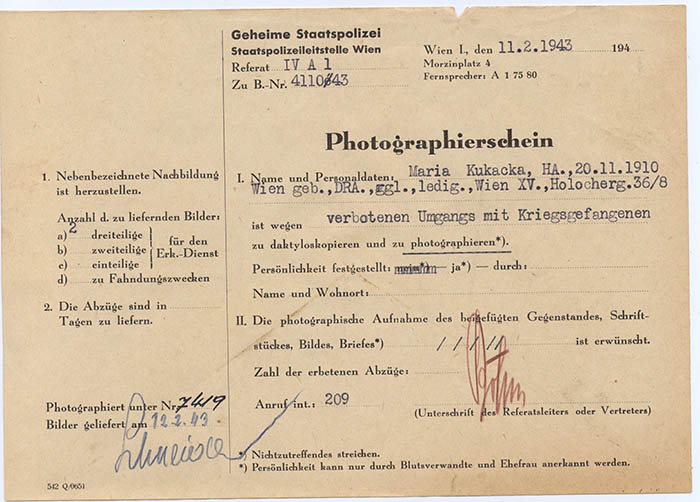 Geheime Staatspolizei
Staatspolizeileitstelle Wien
Referat IV A 1
Zu B.-Nr. 4110/43
Wien I., den 11.2.1943 194
Morzinplatz 4
Fernsprecher: A 1 75 80
Photographierschein
1. Nebenbezeichnete Nachbildung
ist herzustellen.
Anzahl d. zu liefernden Bilder:
a) 2 dreiteilige
b) zweiteilige
c) einteilige
für den
Erk.-Dienst
d) zu Fahndungszwecken
2. Die Abzüge sind in
Tagen zu liefern.
Photographiert unter Nr. 7419
Bilder geliefert am 12.2.43
542 Q/0651
I. Name und Personaldaten: Maria Kukacka, HA.,20.11.1910
Wien geb.,DRA.,ggl.,ledig.,Wien XV.,Holocherg.36/8
ist wegen verbotenen Umgangs mit Kriegsgefangenen
zu daktyloskopieren und zu photographieren*).
Persönlichkeit festgestellt: nein*) — ja*) — durch:
Name und Wohnort:
II. Die photographische Aufnahme des beigefügten Gegenstandes, Schrift-
stückes, Bildes, Briefes*) / / / / / ist erwünscht.
Zahl der erbetenen Abzüge:
Anruf int.: 209
(Unterschrift des Referatsleiters oder Vertreters)
*) Nichtzutreffendes streichen.
*) Persönlichkeit kann nur durch Blutsverwandte und Ehefrau anerkannt werden.